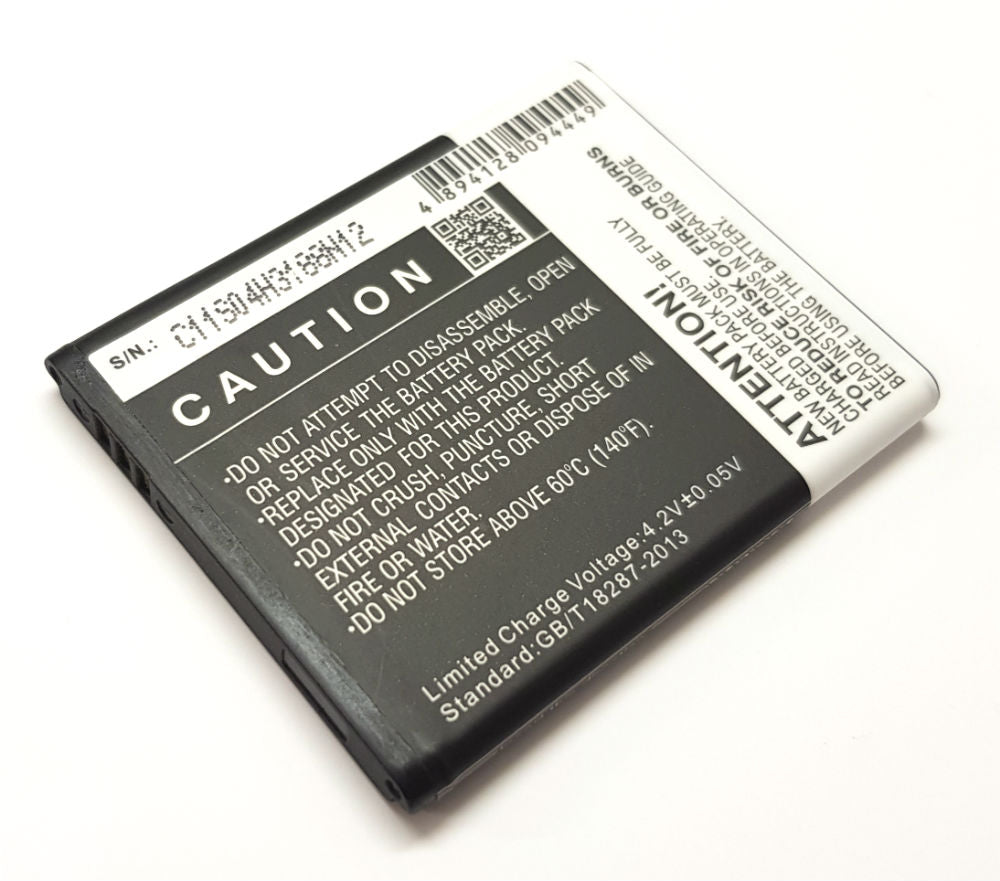 4 894128 094449
S/N.: C11504H3188N12
CAUTION
·DO NOT ATTEMPT TO DISASSEMBLE, OPEN
OR SERVICE THE BATTERY PACK.
·REPLACE ONLY WITH THE BATTERY PACK
DESIGNATED FOR THIS PRODUCT.
·DO NOT CRUSH, PUNCTURE, SHORT
EXTERNAL CONTACTS OR DISPOSE OF IN
FIRE OR WATER.
·DO NOT STORE ABOVE 60°C (140°F).
Limited Charge Voltage:4.2V±0.05V
Standard:GB/T18287-2013
ATTENTION!
NEW BATTERY PACK MUST BE FULLY
CHARGED BEFORE USE.
TO REDUCE RISK OF FIRE OR BURNS
READ INSTRUCTIONS IN OPERATING GUIDE
BEFORE USING THE BATTERY.